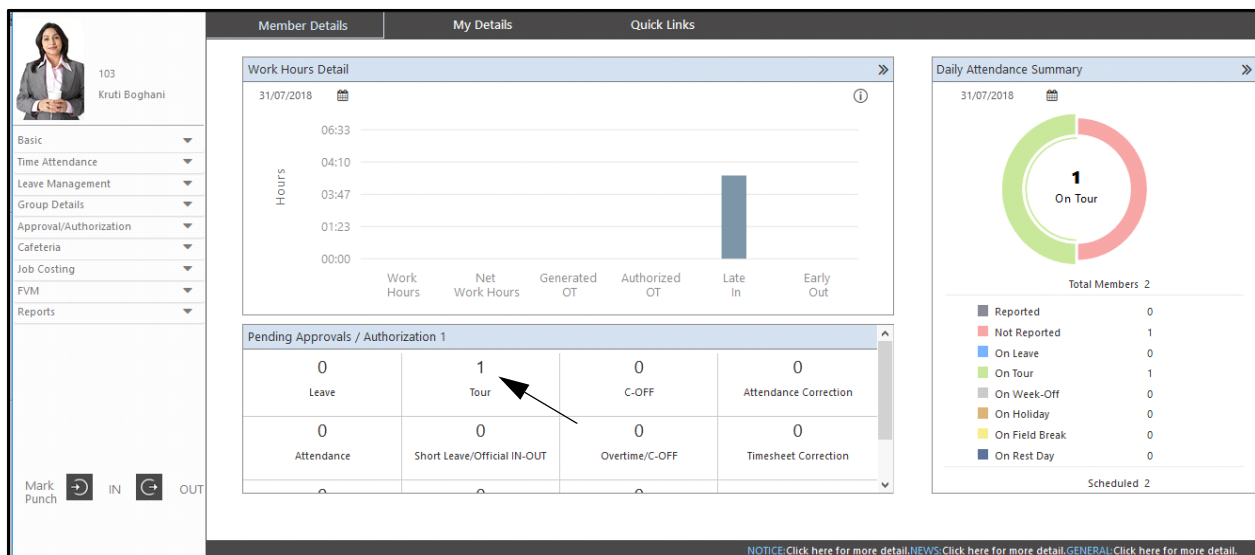 Member Details
My Details
Quick Links
103
Kruti Boghani
Basic
Time Attendance
Leave Management
Group Details
Approval/Authorization
Cafeteria
Job Costing
FVM
Reports
Mark Punch
IN
OUT
Work Hours Detail
31/07/2018
Hours
06:33
04:10
03:47
01:23
00:00
Work Hours
Net Work Hours
Generated OT
Authorized OT
Late In
Early Out
Pending Approvals / Authorization 1
0
Leave
1
Tour
0
C-OFF
0
Attendance Correction
0
Attendance
0
Short Leave/Official IN-OUT
0
Overtime/C-OFF
0
Timesheet Correction
Daily Attendance Summary
31/07/2018
1
On Tour
Total Members 2
Reported 0
Not Reported 1
On Leave 0
On Tour 1
On Week-Off 0
On Holiday 0
On Field Break 0
On Rest Day 0
Scheduled 2
NOTICE:Click here for more detail.NEWS:Click here for more detail.GENERAL:Click here for more detail.